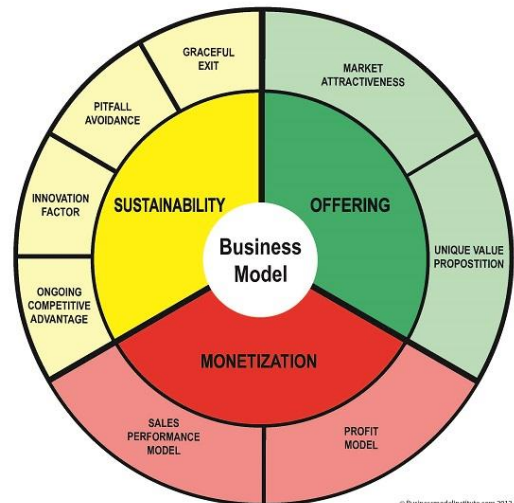 GRACEFUL
EXIT
MARKET
ATTRACTIVENESS
PITFALL
AVOIDANCE
INNOVATION
FACTOR
SUSTAINABILITY
OFFERING
UNIQUE VALUE
PROPOSTITION
Business
Model
ONGOING
COMPETITIVE
ADVANTAGE
MONETIZATION
SALES
PERFORMANCE
MODEL
PROFIT
MODEL